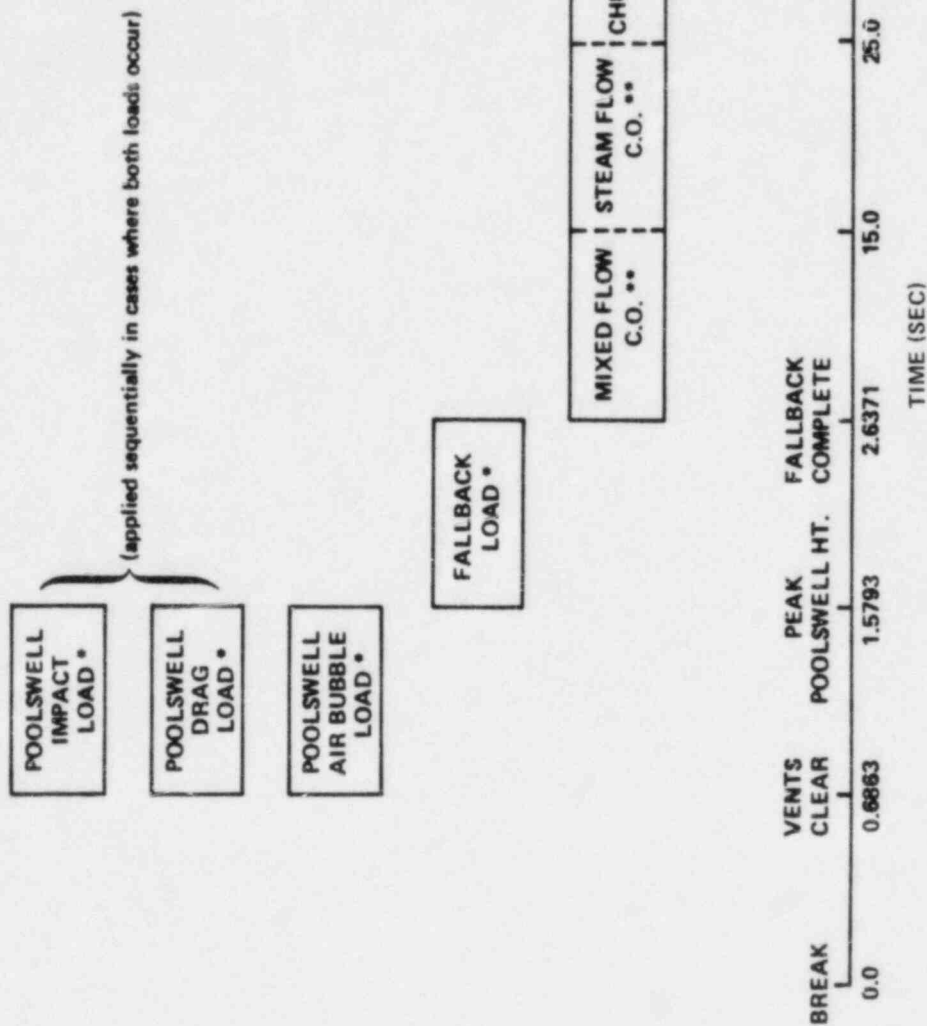 POOLSWELL
IMPACT
LOAD *
POOLSWELL
DRAG
LOAD *
(applied sequentially in cases where both loads occur)
POOLSWELL
AIR BUBBLE
LOAD *
FALLBACK
LOAD *
MIXED FLOW
C.O. **
STEAM FLOW
C.O. **
BREAK
VENTS
CLEAR
PEAK
POOLSWELL HT.
FALLBACK
COMPLETE
0.0
0.6863
1.5793
2.6371
15.0
25.0
TIME (SEC)